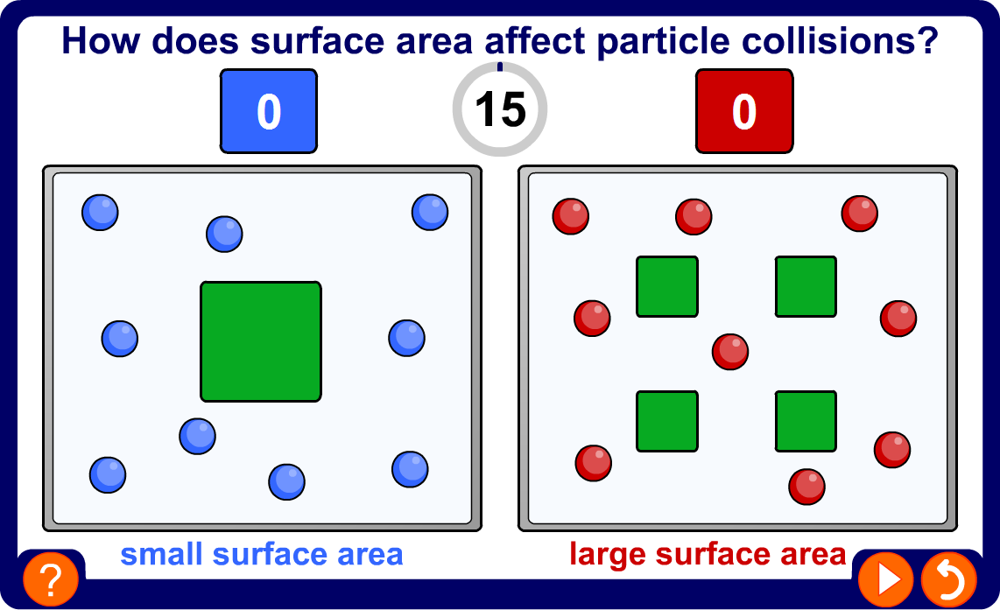 How does surface area affect particle collisions?
0
15
0
small surface area
large surface area
?